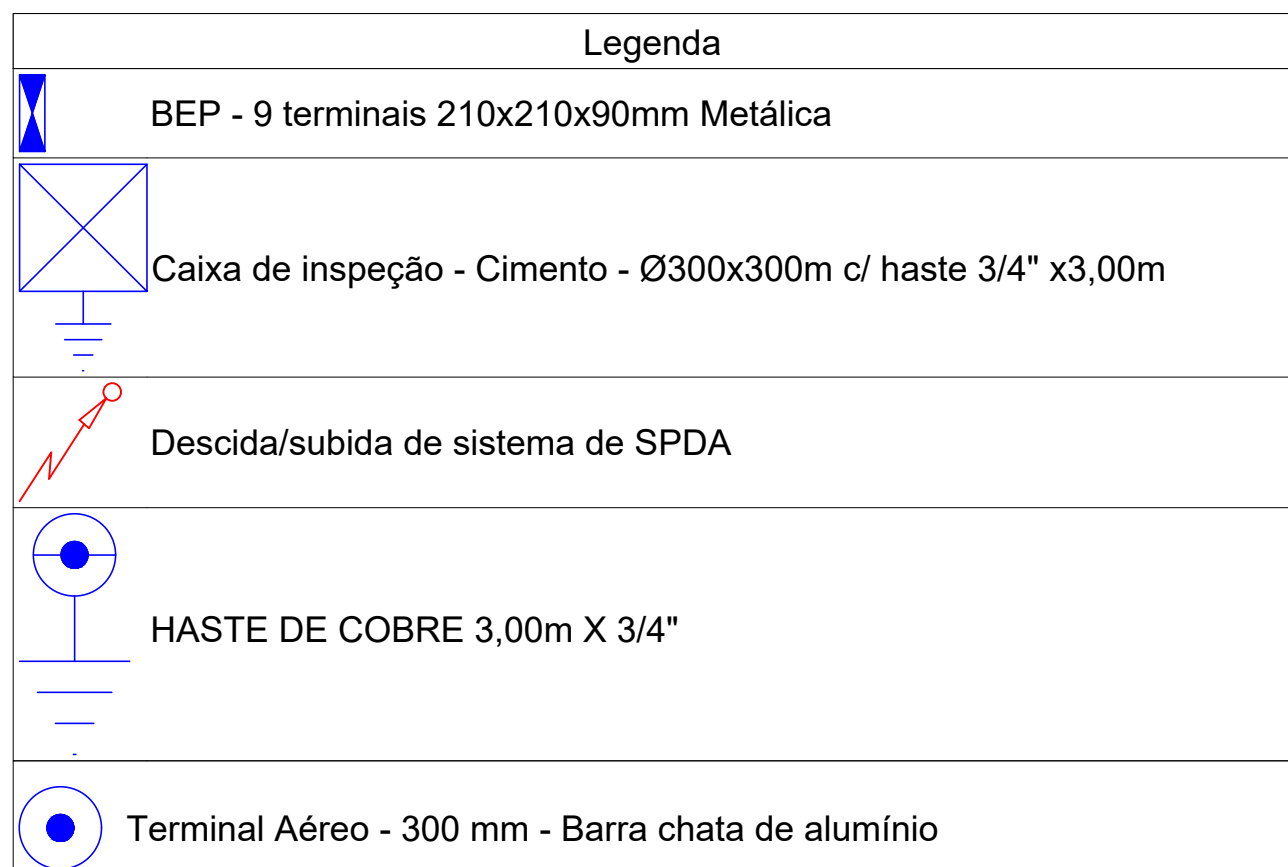 Legenda
BEP - 9 terminais 210x210x90mm Metálica
Caixa de inspeção - Cimento - Ø300x300m c/ haste 3/4" x3,00m
Descida/subida de sistema de SPDA
HASTE DE COBRE 3,00m X 3/4"
Terminal Aéreo - 300 mm - Barra chata de alumínio